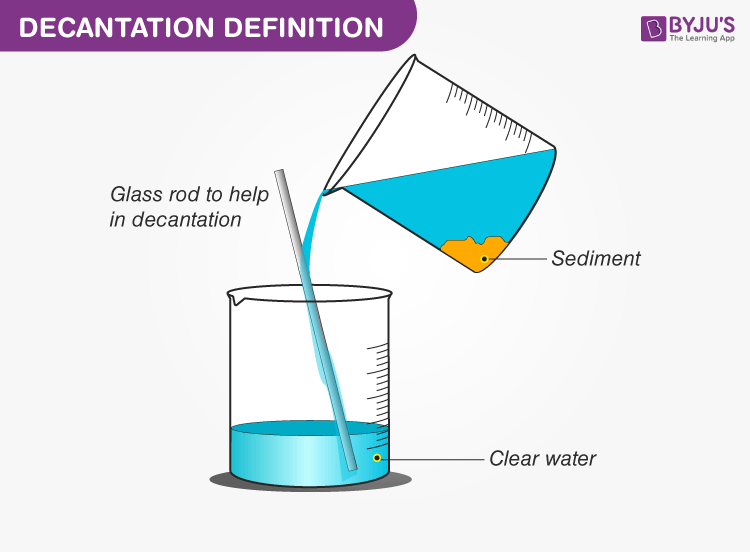 DECANTATION DEFINITION
BYJU'S
The Learning App
Glass rod to help
in decantation
Sediment
Clear water